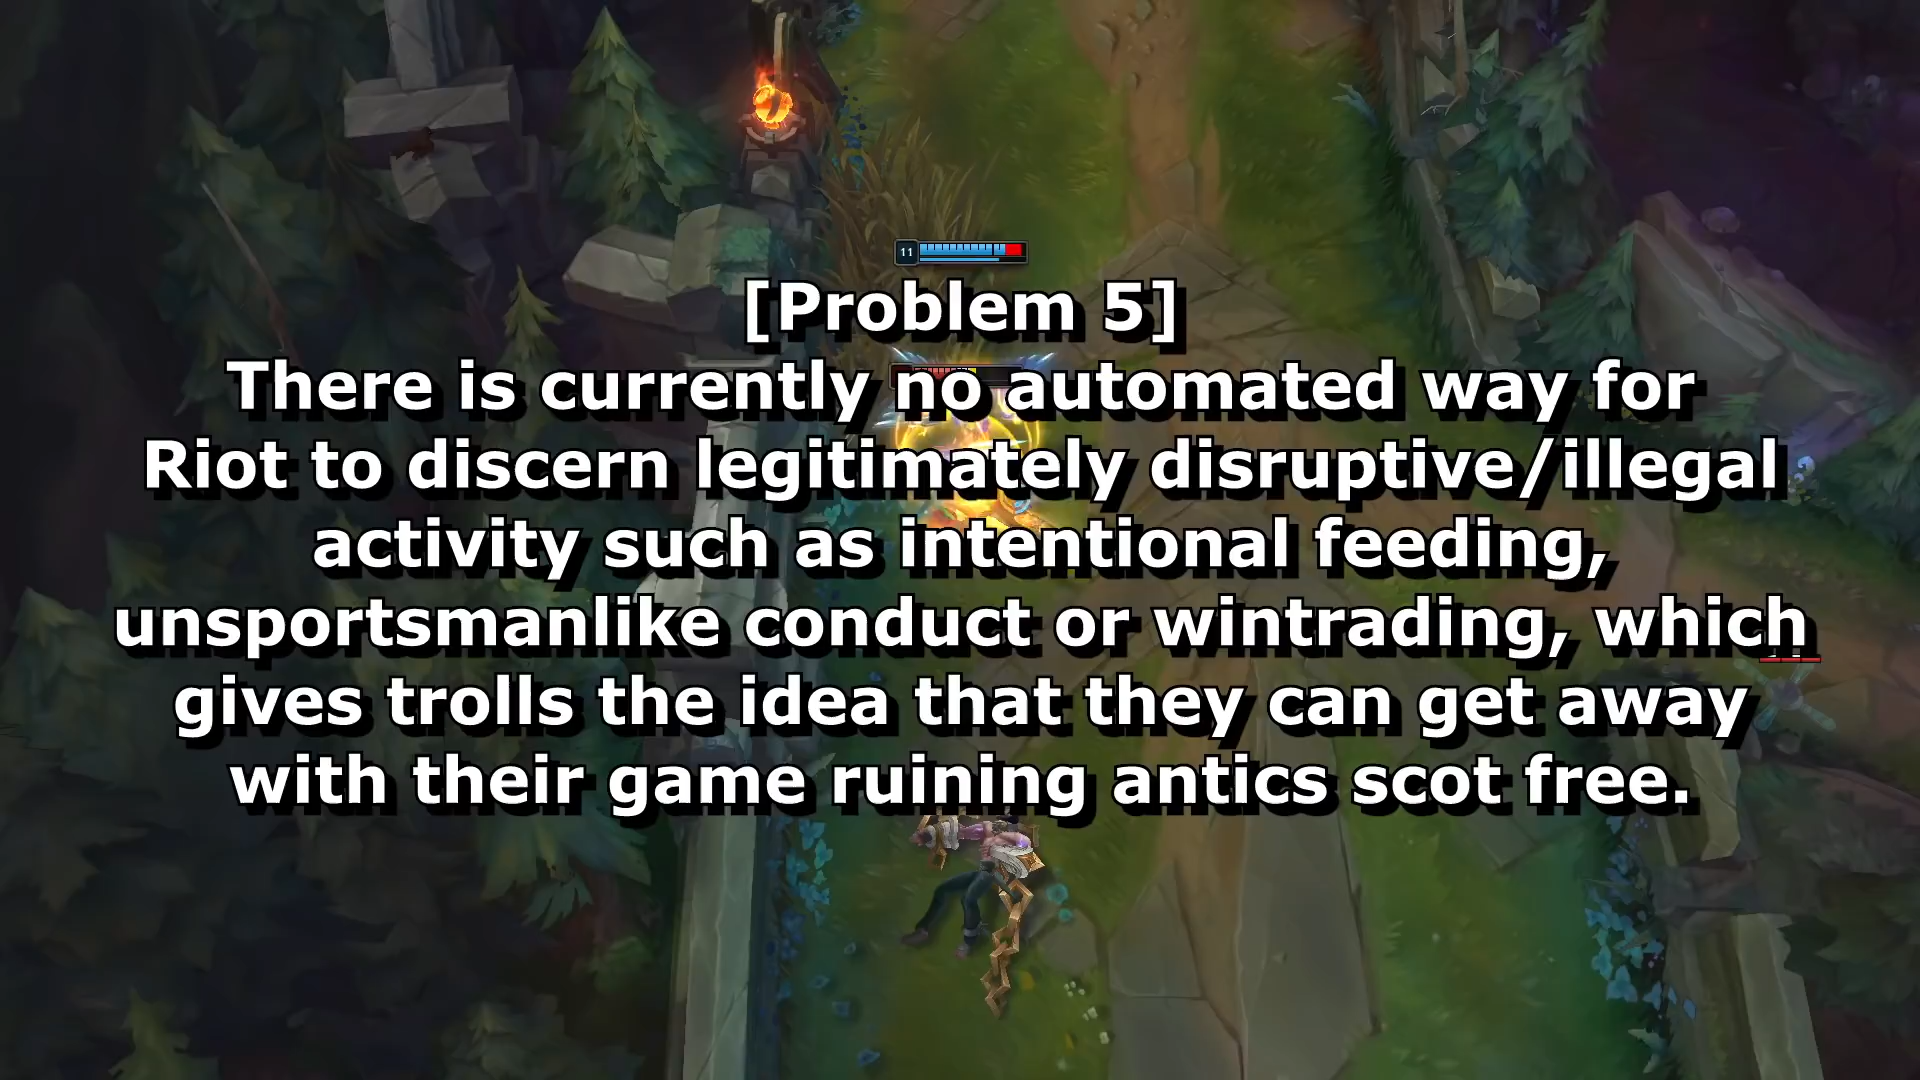 11
[Problem 5]
There is currently no automated way for
Riot to discern legitimately disruptive/illegal
activity such as intentional feeding,
unsportsmanlike conduct or wintrading, which
gives trolls the idea that they can get away
with their game ruining antics scot free.